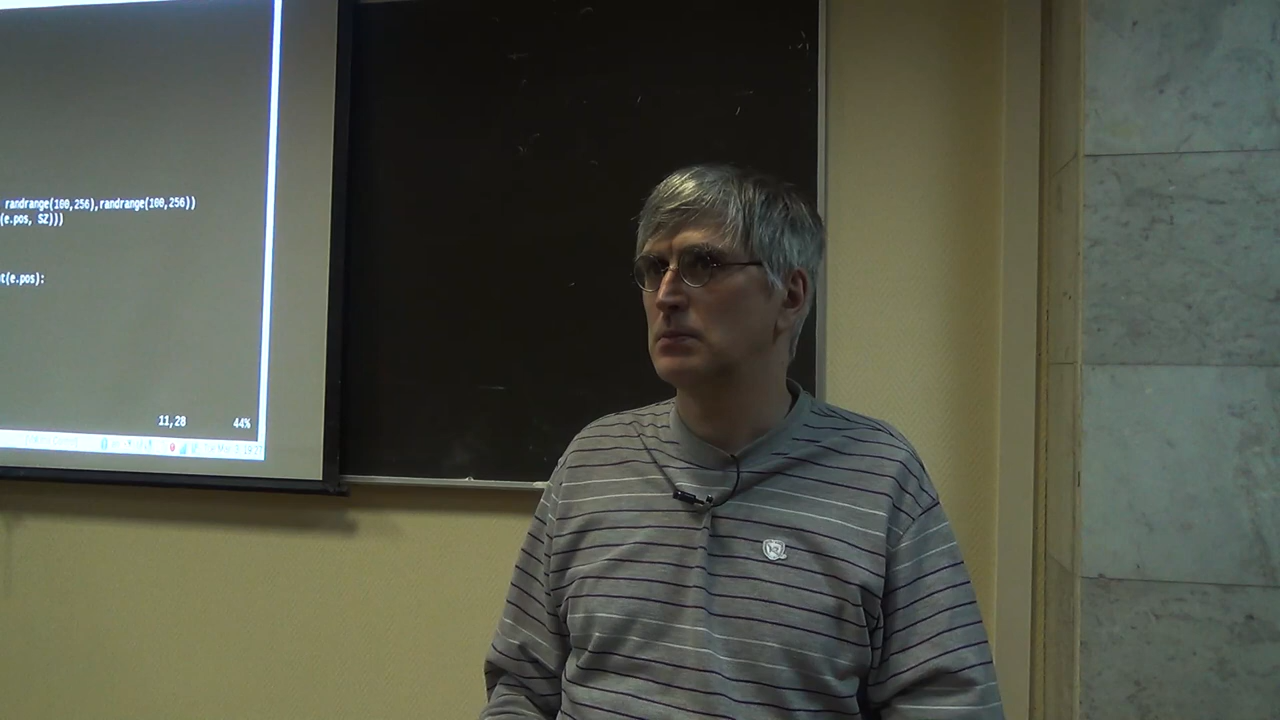 randrange(100,256),randrange(100,256))
(e.pos, SZ)))
t(e.pos):
11,28 44%